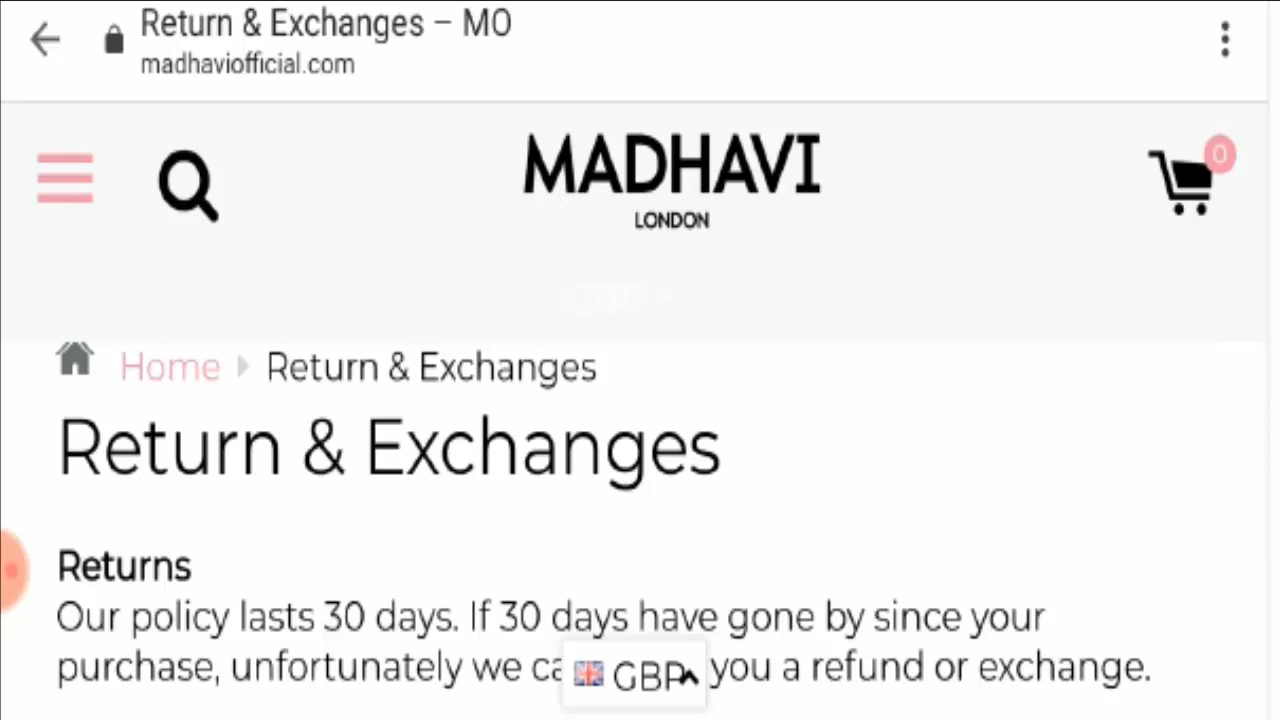 Return & Exchanges – MO
madhaviofficial.com
MADHAVI
LONDON
0
Home Return & Exchanges
Return & Exchanges
Returns
Our policy lasts 30 days. If 30 days have gone by since your
purchase, unfortunately we you a refund or exchange.
GBP